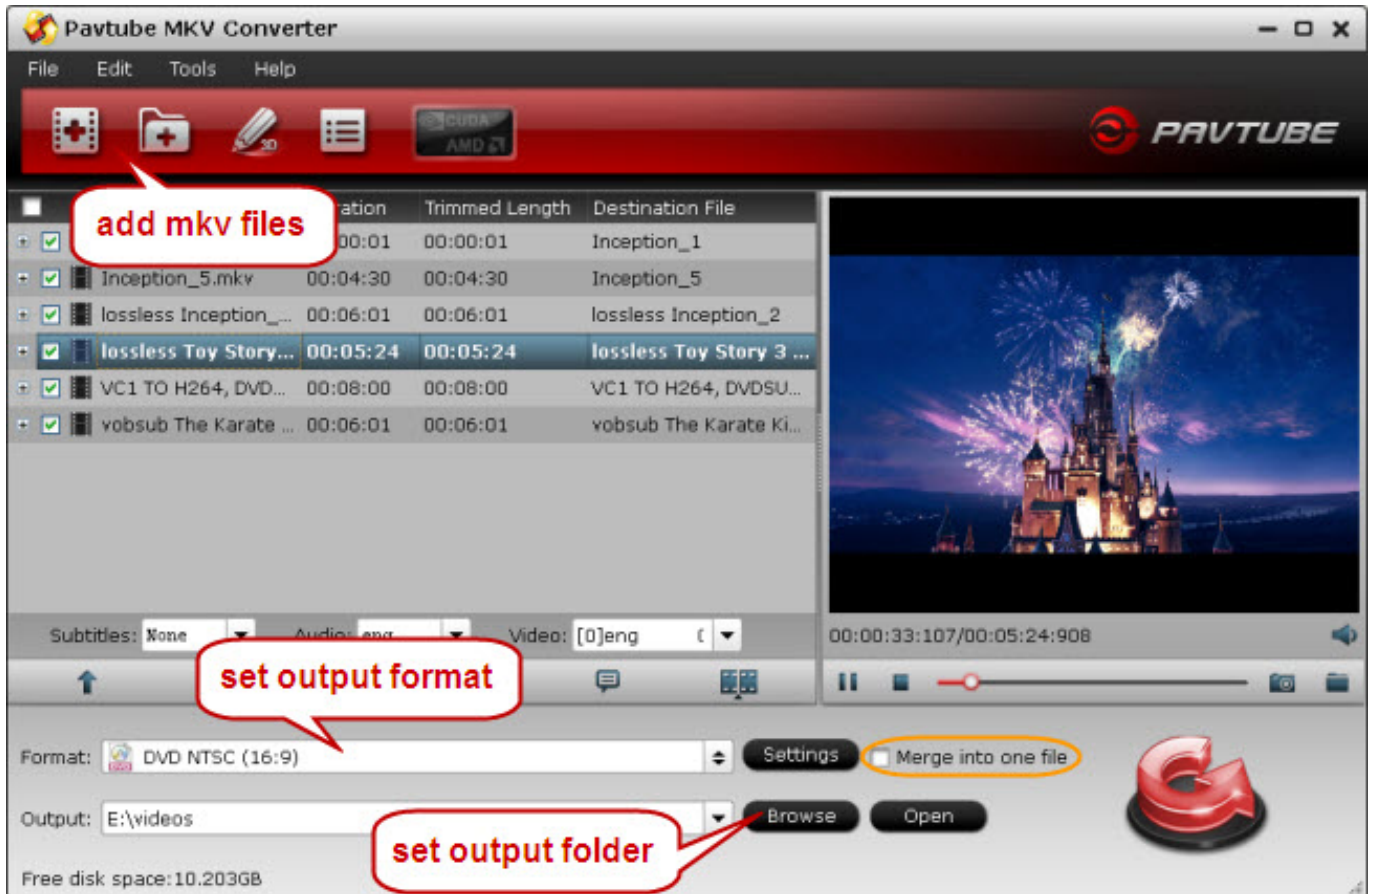 Pavtube MKV Converter
File Edit Tools Help
3D
CUDA
AMD
PAVTUBE
add mkv files
Trimmed Length Destination File
00:01 00:00:01 Inception_1
Inception_5.mkv 00:04:30 00:04:30 Inception_5
lossless Inception_... 00:06:01 00:06:01 lossless Inception_2
lossless Toy Story... 00:05:24 00:05:24 lossless Toy Story 3 ...
VC1 TO H264, DVD... 00:08:00 00:08:00 VC1 TO H264, DVDSU...
vobsub The Karate ... 00:06:01 00:06:01 vobsub The Karate Ki...
Subtitles: None Audio: eng Video: [0]eng (
00:00:33:107/00:05:24:908
set output format
Format: DVD NTSC (16:9) Settings Merge into one file
Output: E:\videos Browse Open
set output folder
Free disk space:10.203GB